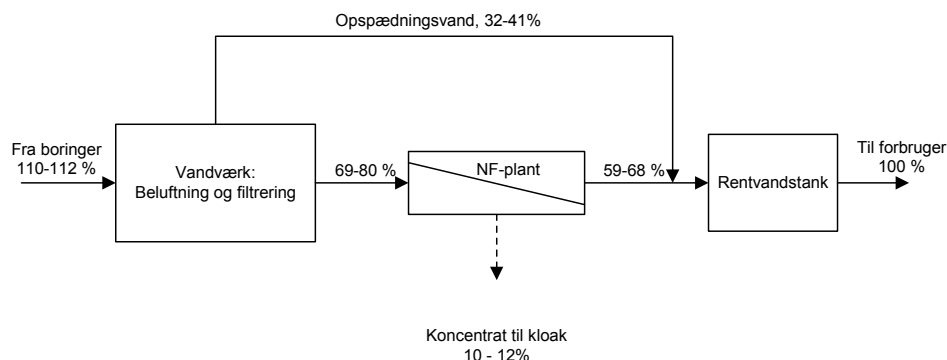 Opspædningsvand, 32-41%
Fra boringer
110-112 %
Vandværk:
Beluftning og filtrering
69-80 %
NF-plant
59-68 %
Rentvandstank
Til forbruger
100 %
Koncentrat til kloak
10 - 12%